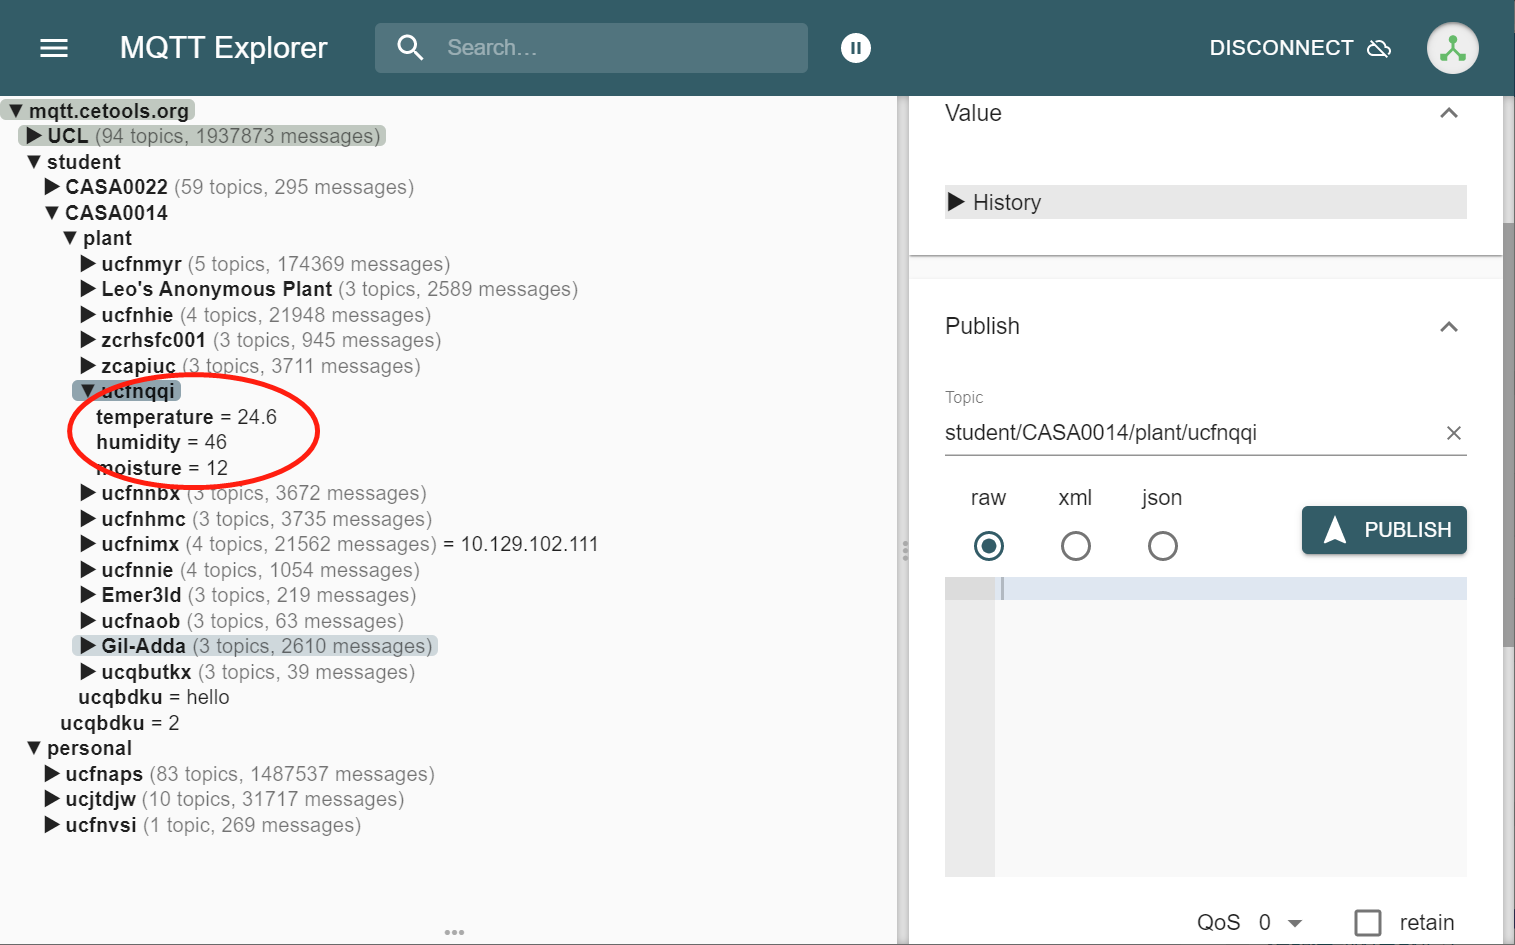 MQTT Explorer
Search...
DISCONNECT
▼ mqtt.cetools.org
▶ UCL (94 topics, 1937873 messages)
▼ student
▶ CASA0022 (59 topics, 295 messages)
▼ CASA0014
▼ plant
▶ ucfnmyr (5 topics, 174369 messages)
▶ Leo's Anonymous Plant (3 topics, 2589 messages)
▶ ucfnhie (4 topics, 21948 messages)
▶ zcrhsfc001 (3 topics, 945 messages)
▶ zcapiuc (3 topics, 3711 messages)
▼ ucfnqqi
temperature = 24.6
humidity = 46
moisture = 12
▶ ucfnnbx (3 topics, 3672 messages)
▶ ucfnhmc (3 topics, 3735 messages)
▶ ucfnimx (4 topics, 21562 messages) = 10.129.102.111
▶ ucfnnie (4 topics, 1054 messages)
▶ Emer3ld (3 topics, 219 messages)
▶ ucfnaob (3 topics, 63 messages)
▶ Gil-Adda (3 topics, 2610 messages)
▶ ucqbutkx (3 topics, 39 messages)
ucqbdku = hello
ucqbdku = 2
▼ personal
▶ ucfnaps (83 topics, 1487537 messages)
▶ ucjtdjw (10 topics, 31717 messages)
▶ ucfnvsi (1 topic, 269 messages)
Value
▶ History
Publish
Topic
student/CASA0014/plant/ucfnqqi
raw xml json
PUBLISH
QoS 0 retain